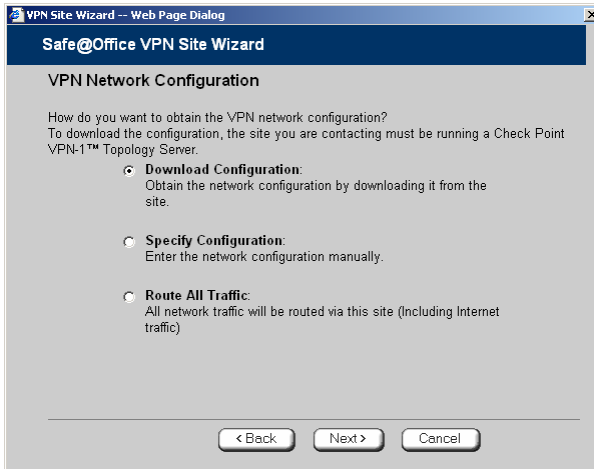 VPN Site Wizard -- Web Page Dialog
Safe@Office VPN Site Wizard
VPN Network Configuration
How do you want to obtain the VPN network configuration?
To download the configuration, the site you are contacting must be running a Check Point
VPN-1™ Topology Server.
Download Configuration:
Obtain the network configuration by downloading it from the
site.
Specify Configuration:
Enter the network configuration manually.
Route All Traffic:
All network traffic will be routed via this site (Including Internet
traffic)
< Back
Next >
Cancel